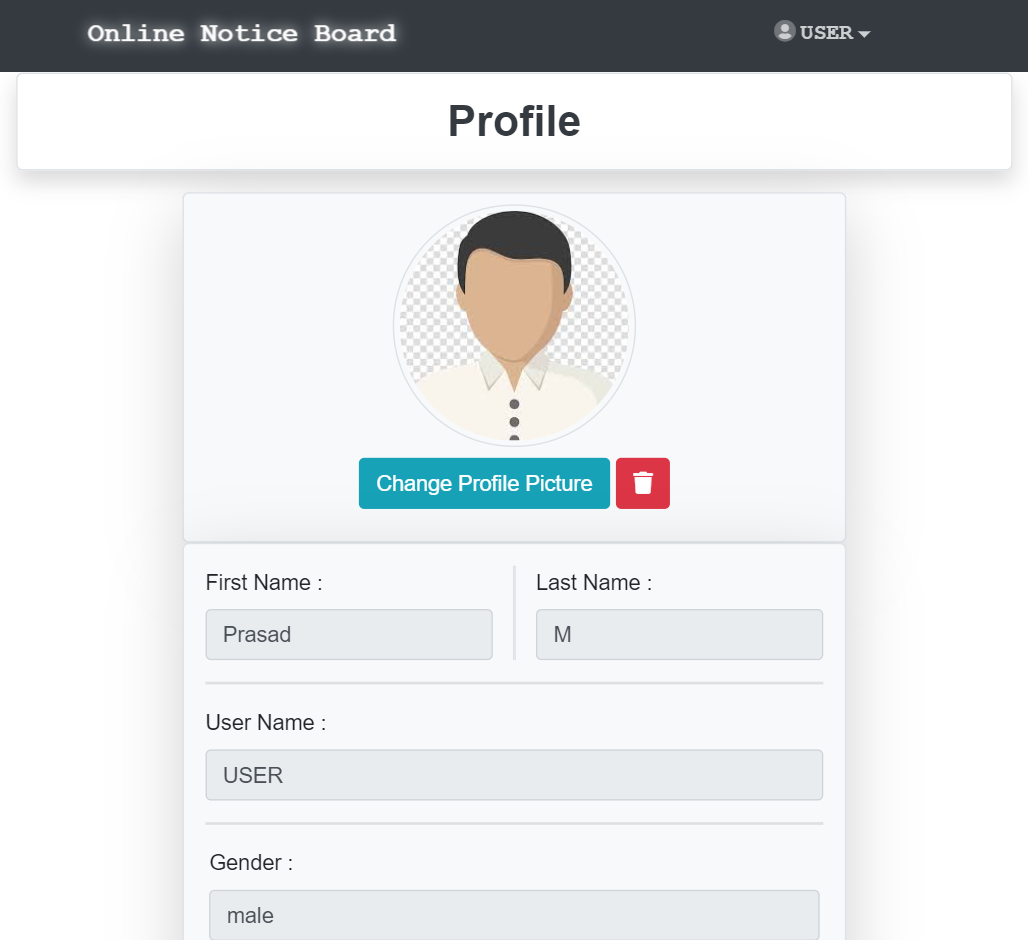 Online Notice Board
USER
Profile
Change Profile Picture
First Name :
Last Name :
Prasad
M
User Name :
USER
Gender :
male